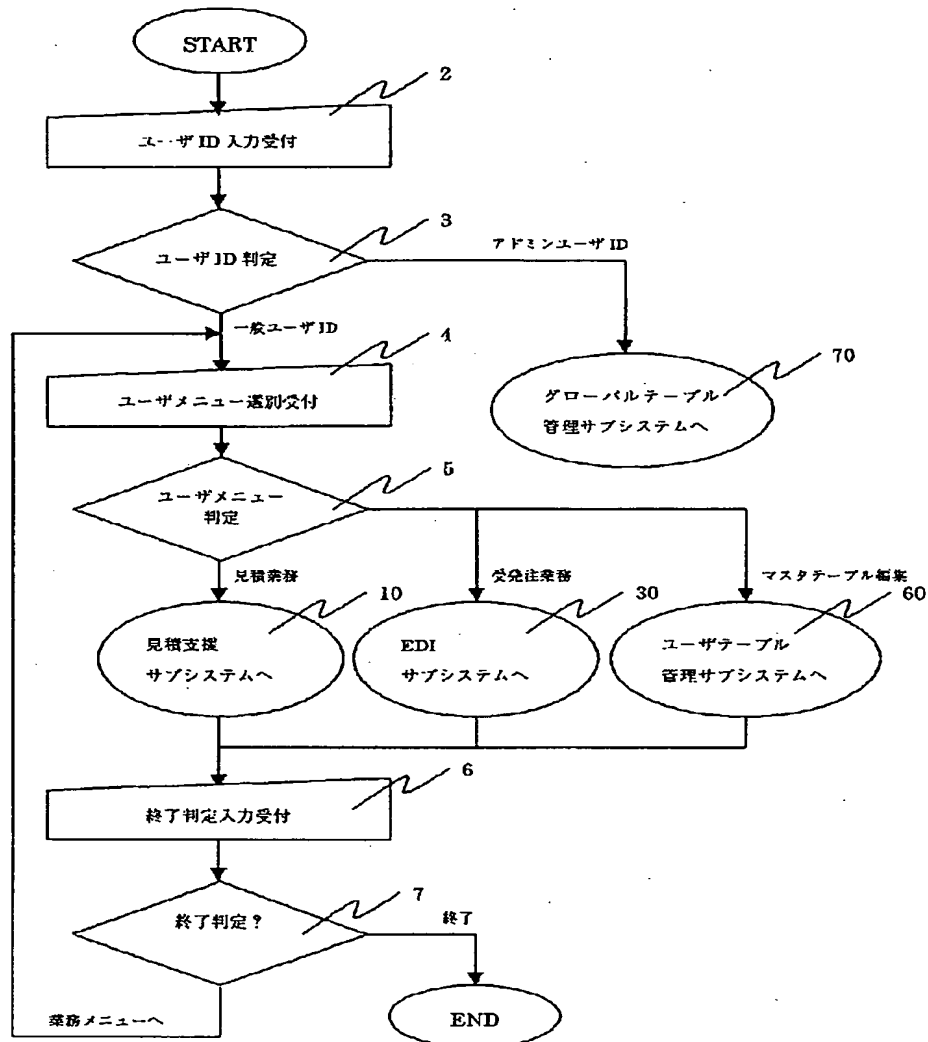 START
2
ユーザID入力受付
3
ユーザID判定
アドミンユーザID
一般ユーザID
4
ユーザメニュー選別受付
70
グローバルテーブル
管理サブシステムへ
5
ユーザメニュー
判定
見積業務
受発注業務
マスタテーブル編集
10
30
60
見積支援
サブシステムへ
EDI
サブシステムへ
ユーザテーブル
管理サブシステムへ
6
終了判定入力受付
7
終了判定？
終了
業務メニューへ
END